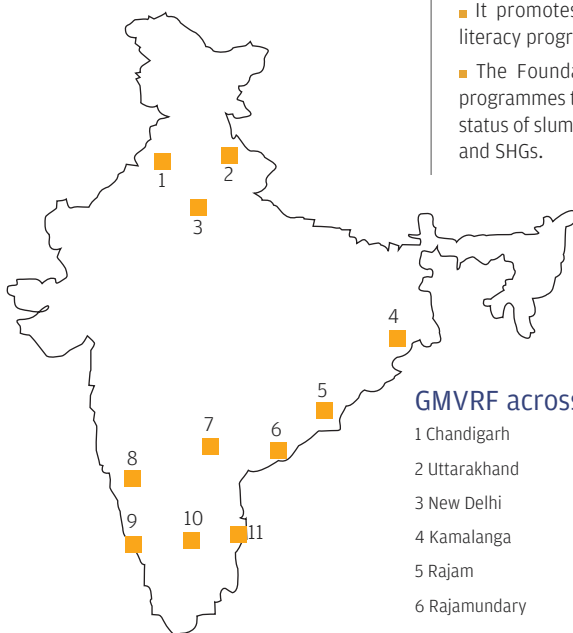 It promotes
literacy progr
The Founda
programmes t
status of slum
and SHGs.
1
2
3
4
5
6
7
8
9
10
11
GMVRF across
1 Chandigarh
2 Uttarakhand
3 New Delhi
4 Kamalanga
5 Rajam
6 Rajamundary